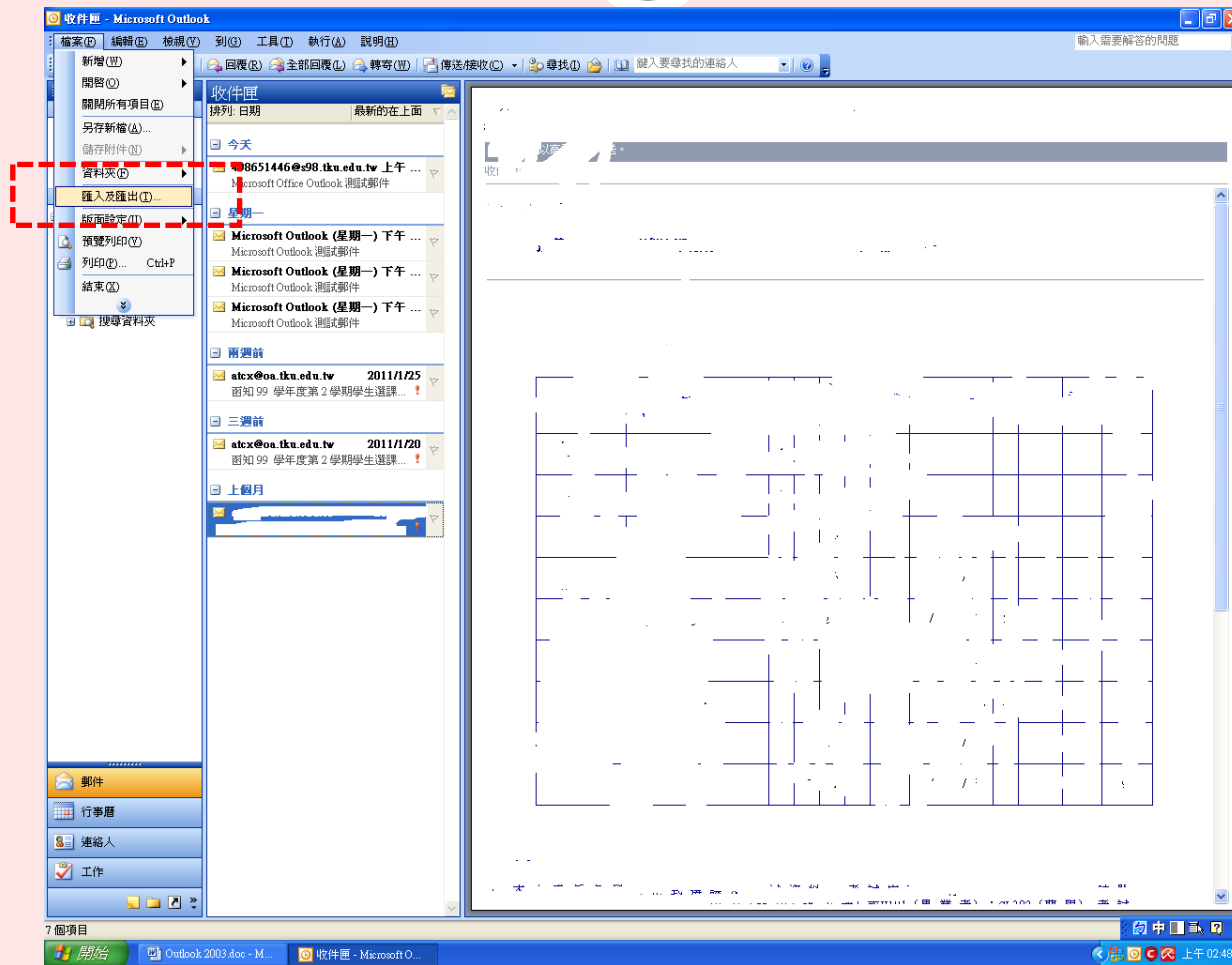 收件匣 - Microsoft Outlook
檔案(F) 編輯(E) 檢視(V) 到(G) 工具(T) 執行(A) 說明(H) 輸入需要解答的問題
回覆(R) 全部回覆(L) 轉寄(W) 傳送/接收(C) 尋找(I) 鍵入要尋找的連絡人
新增(W)
開啓(O)
關閉所有項目(E)
另存新檔(A)...
儲存附件(N)
資料夾(F)
匯入及匯出(T)...
版面設定(U)
預覽列印(V)
列印(P)... Ctrl+P
結束(X)
搜尋資料夾
收件匣
排列: 日期 最新的在上面
今天
498651446@s98.tku.edu.tw 上午 ...
Microsoft Office Outlook 測試郵件
星期一
Microsoft Outlook (星期一) 下午 ...
Microsoft Outlook 測試郵件
Microsoft Outlook (星期一) 下午 ...
Microsoft Outlook 測試郵件
Microsoft Outlook (星期一) 下午 ...
Microsoft Outlook 測試郵件
兩週前
atcx@oa.tku.edu.tw 2011/1/25
函知 99 學年度第 2 學期學生選課...
三週前
atcx@oa.tku.edu.tw 2011/1/20
函知 99 學年度第 2 學期學生選課...
上個月
郵件
行事曆
連絡人
工作
7 個項目
中
開始 Outlook 2003.doc - M... 收件匣 - Microsoft O... 上午 02:48